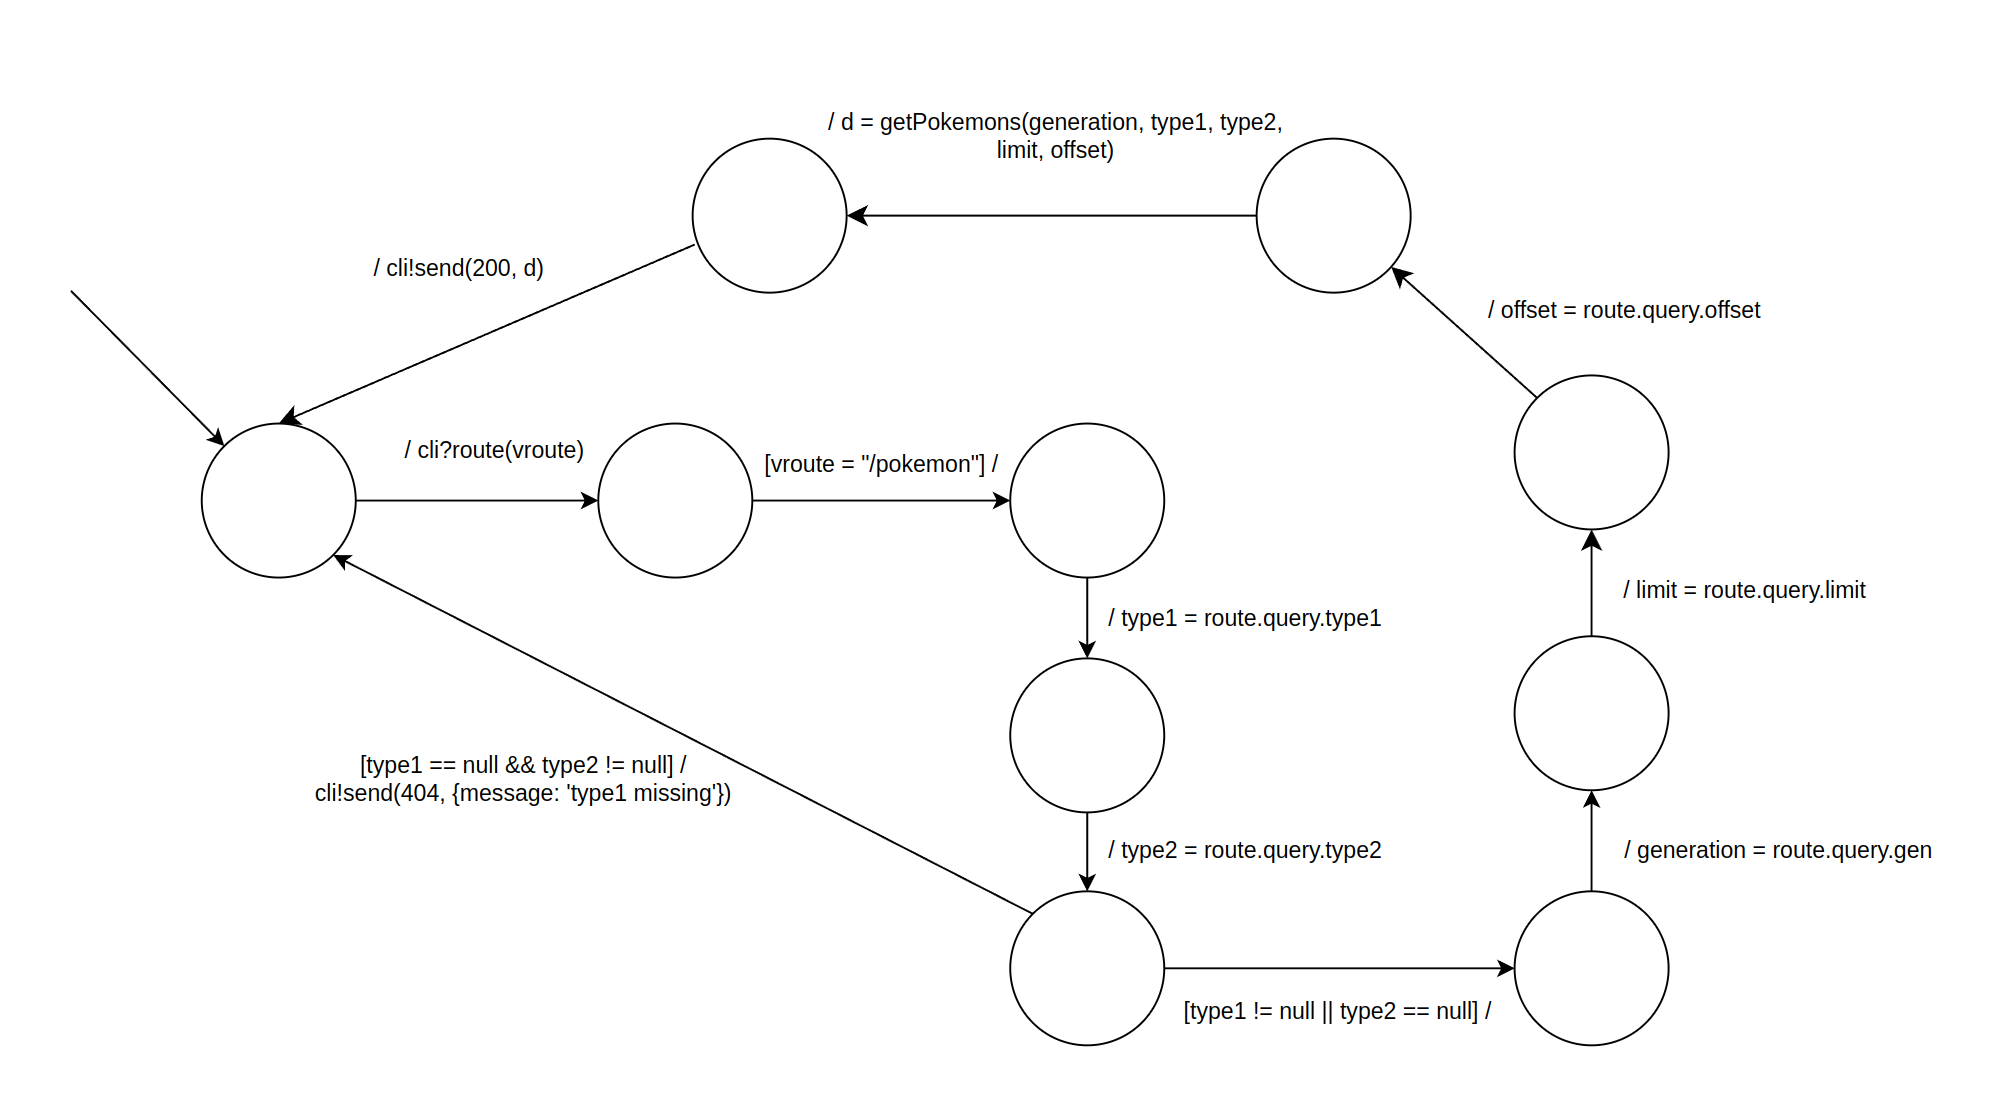 / d = getPokemons(generation, type1, type2,
limit, offset)
/ cli!send(200, d)
/ offset = route.query.offset
/ cli?route(vroute)
[vroute = "/pokemon"] /
/ limit = route.query.limit
/ type1 = route.query.type1
[type1 == null && type2 != null] /
cli!send(404, {message: 'type1 missing'})
/ type2 = route.query.type2
/ generation = route.query.gen
[type1 != null || type2 == null] /